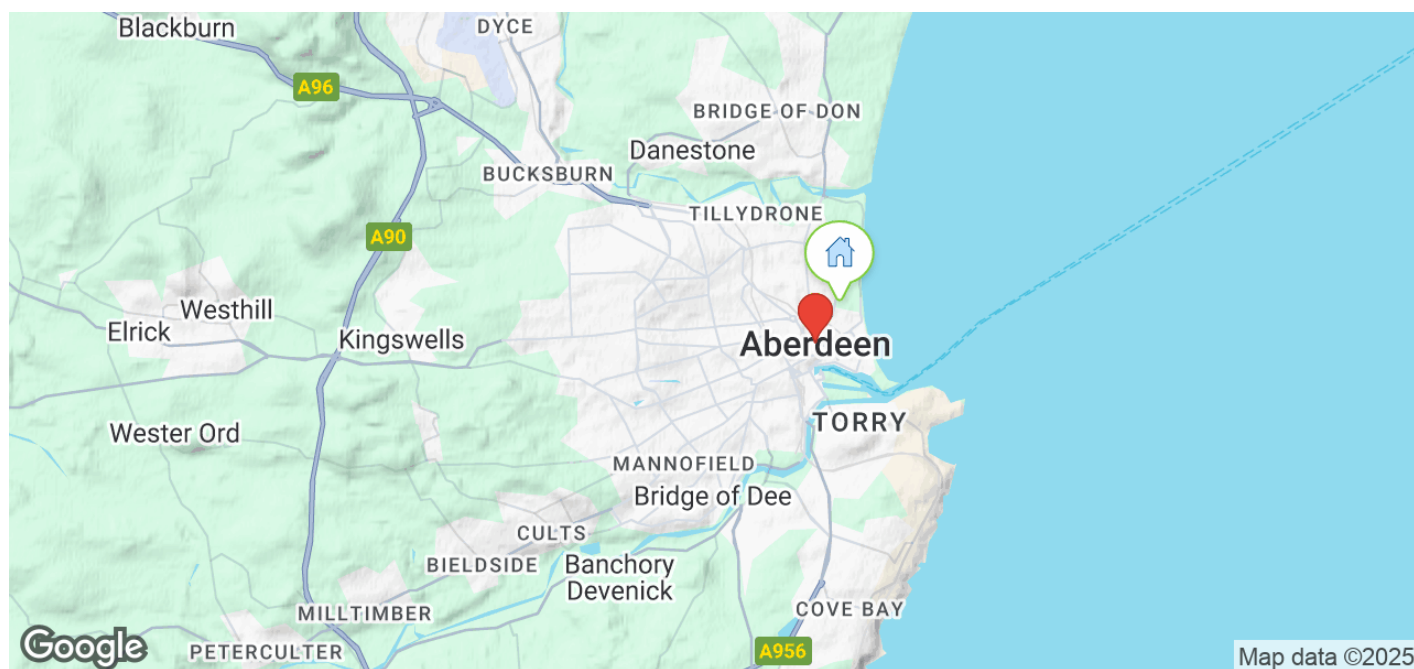 Blackburn
DYCE
A96
BRIDGE OF DON
Danestone
BUCKSBURN
TILLYDRONE
A90
Westhill
Elrick
Kingswells
Aberdeen
TORRY
Wester Ord
MANNOFIELD
Bridge of Dee
CULTS
BIELDSIDE
Banchory
Devenick
MILLTIMBER
COVE BAY
PETERCULTER
A956
Google
Map data ©2025